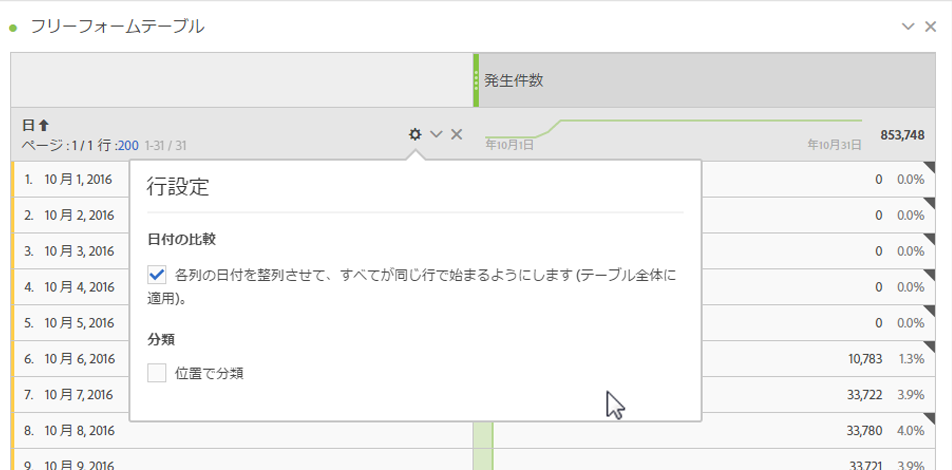 フリーフォームテーブル
発生件数
日↑
ページ : 1 / 1 行 :200 1-31 / 31
年10月1日 年10月31日 853,748
1. 10 月 1, 2016 0 0.0%
2. 10 月 2, 2016 0 0.0%
3. 10 月 3, 2016 0 0.0%
4. 10 月 4, 2016 0 0.0%
5. 10 月 5, 2016 0 0.0%
6. 10 月 6, 2016 10,783 1.3%
7. 10 月 7, 2016 33,722 3.9%
8. 10 月 8, 2016 33,780 4.0%
9. 10 月 9, 2016 33,721 3.9%
行設定
日付の比較
各列の日付を整列させて、すべてが同じ行で始まるようにします (テーブル全体に
適用)。
分類
位置で分類